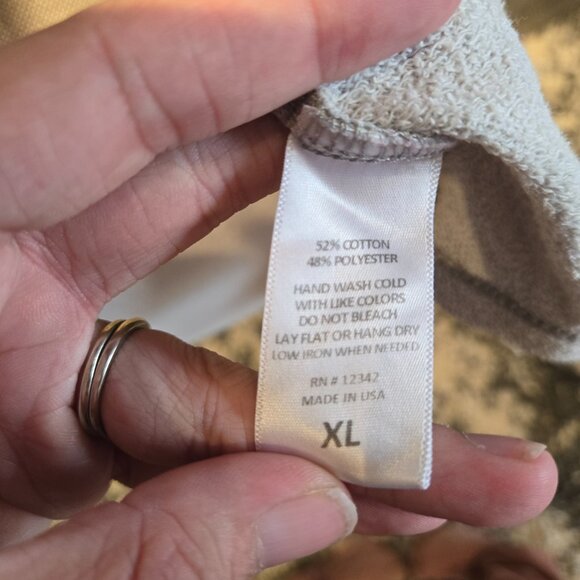 52% COTTON
48% POLYESTER
HAND WASH COLD
WITH LIKE COLORS
DO NOT BLEACH
LAY FLAT OR HANG DRY
LOW IRON WHEN NEEDED
RN # 12342
MADE IN USA
XL